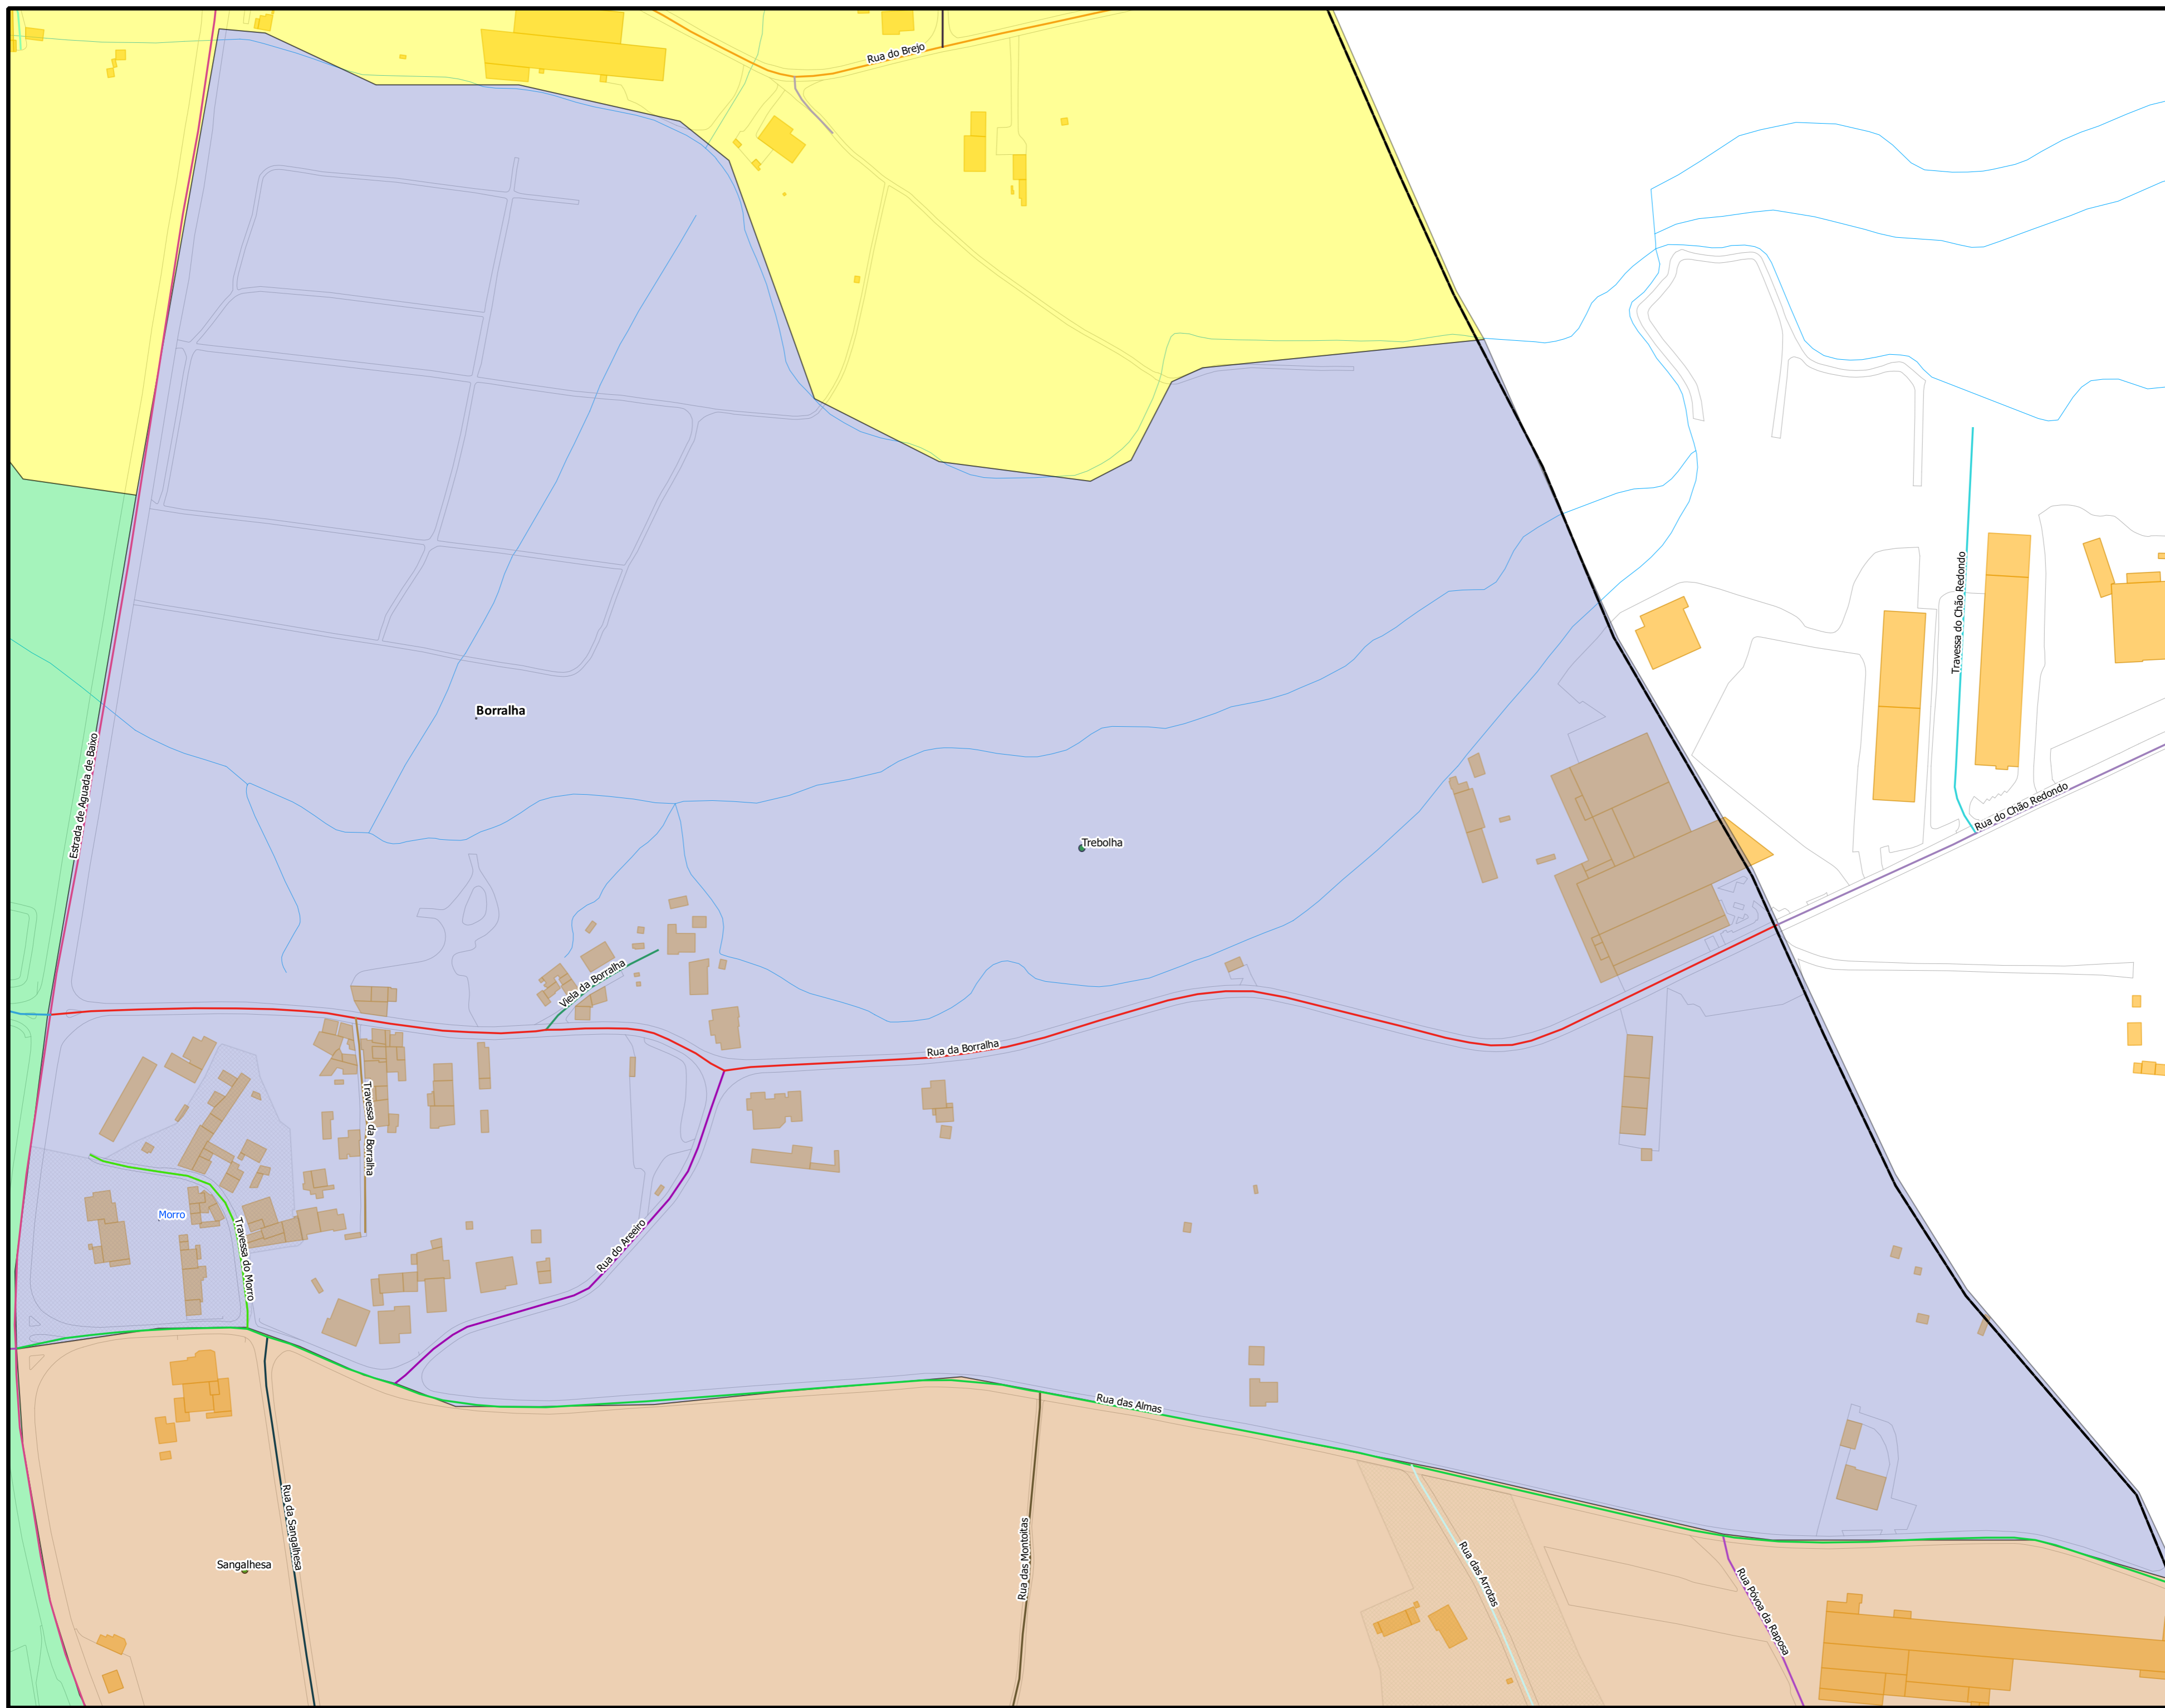 Rua do Brejo
Travessa do Chão Redondo
Borralha
Estrada de Aguada de Baixo
Rua do Chão Redondo
Trebolha
Viela da Borralha
Rua da Borralha
Travessa da Borralha
Morro
Travessa do Morro
Rua do Areeiro
Rua das Almas
Rua da Sangalhesa
Rua das Montoitas
Rua das Arrotas
Sangalhesa
Rua Póvoa da Raposa